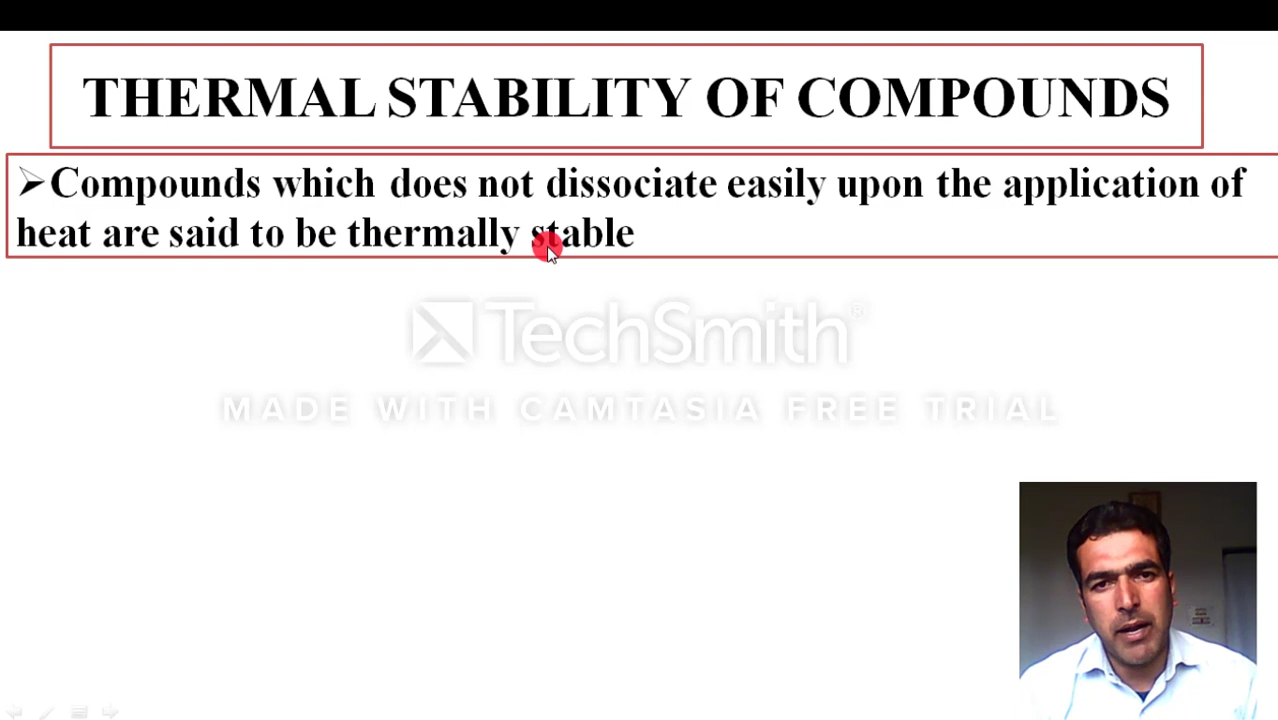 THERMAL STABILITY OF COMPOUNDS
➢Compounds which does not dissociate easily upon the application of
heat are said to be thermally stable
TechSmith®
MADE WITH CAMTASIA FREE TRIAL